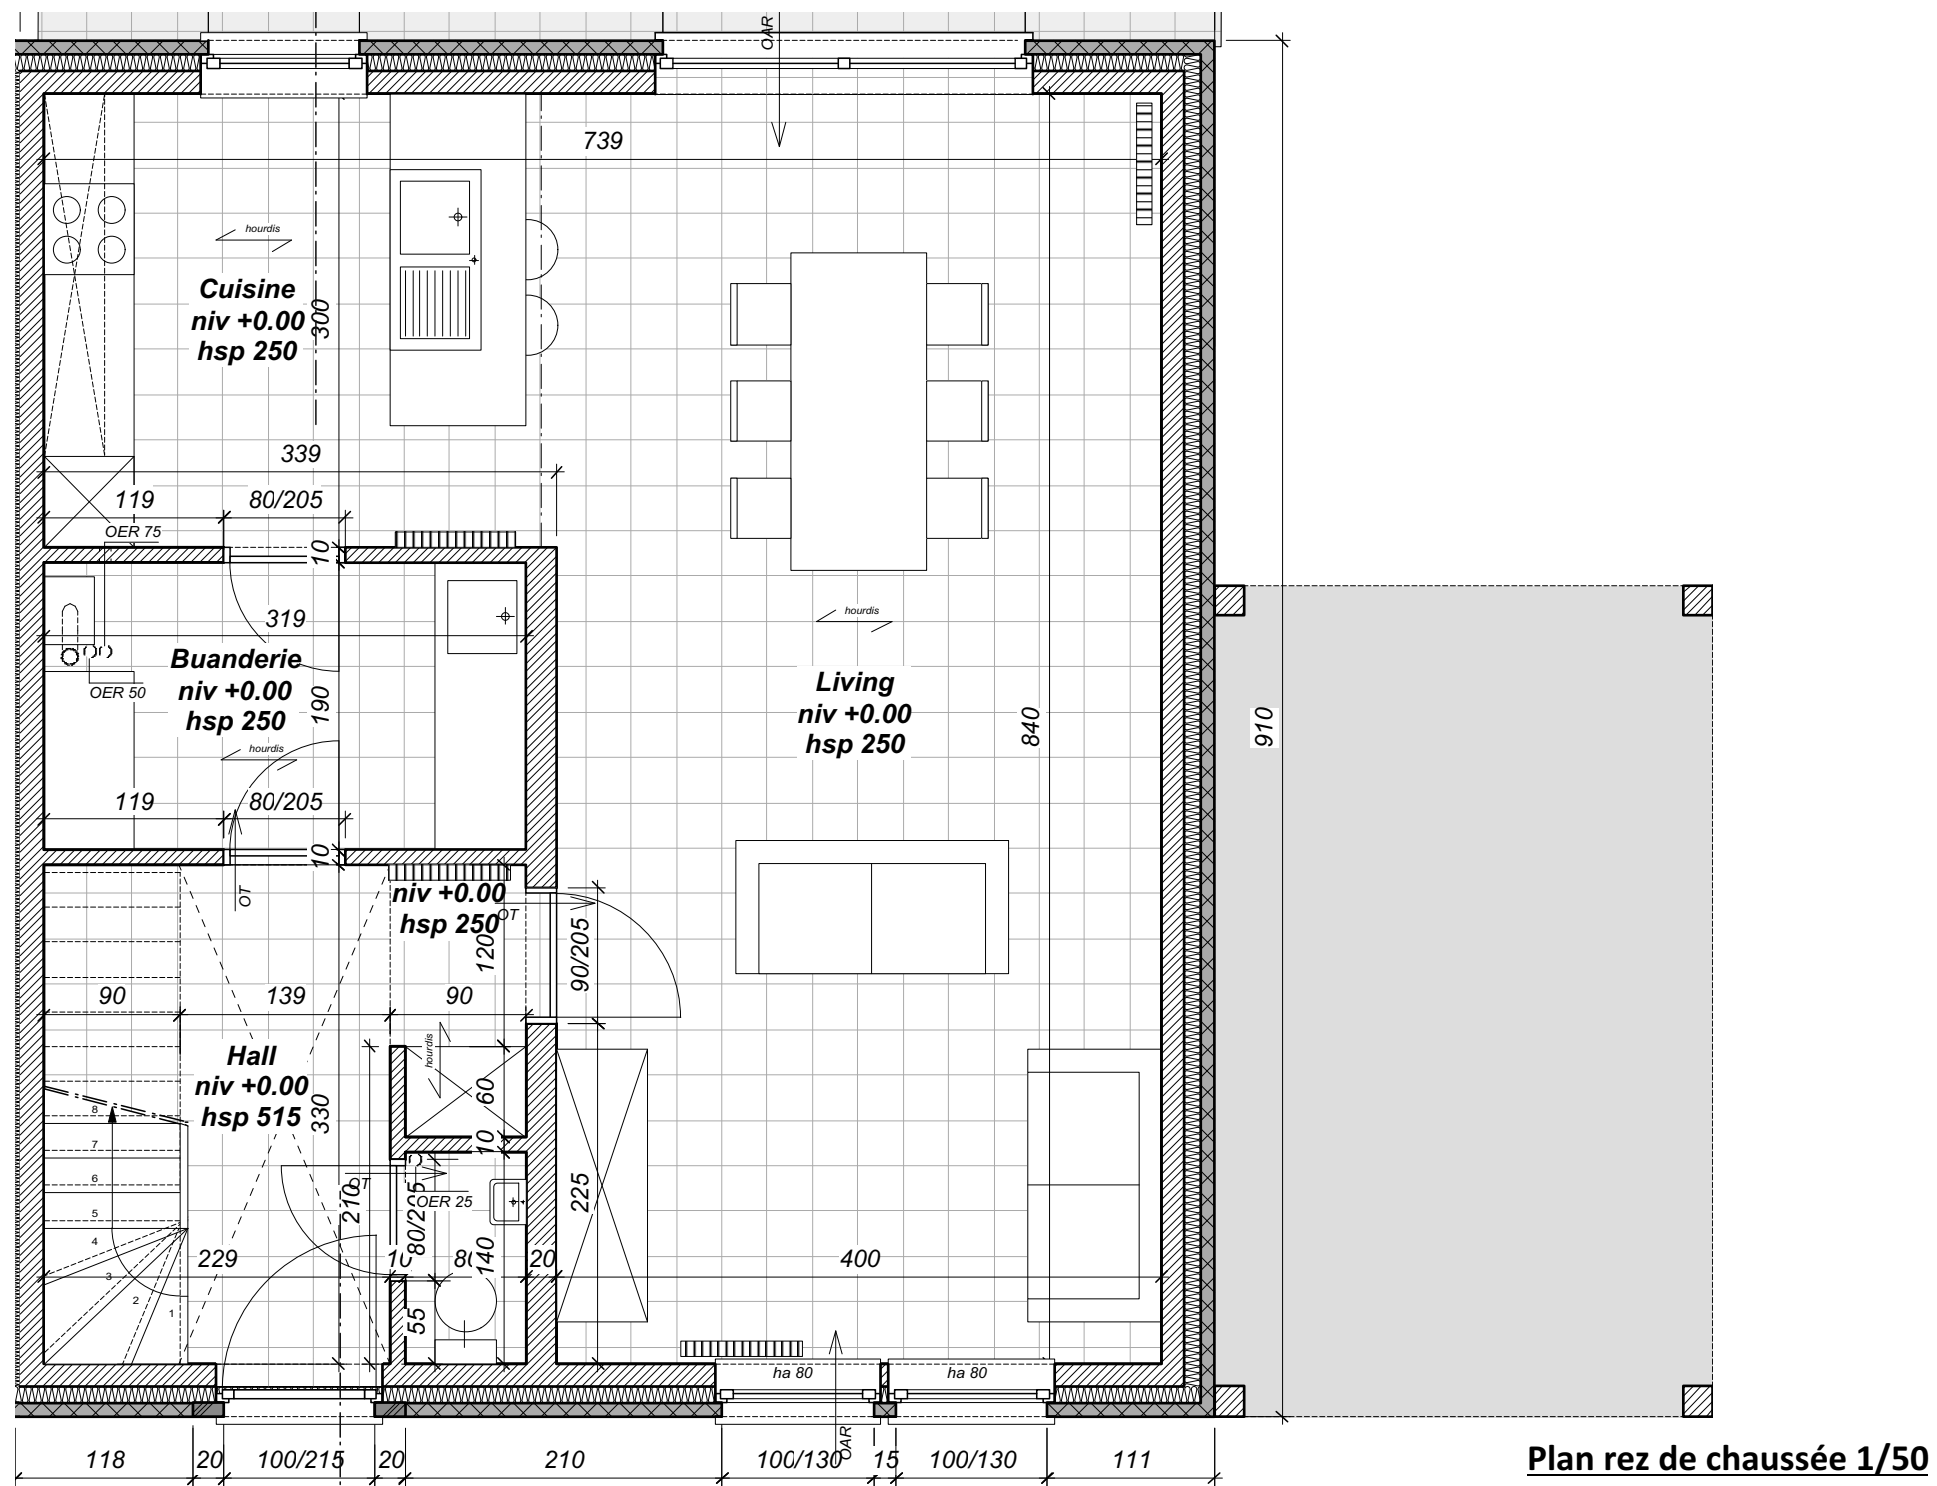 OAR
739
hourdis
Cuisine
niv +0.00
hsp 250
300
339
119
80/205
OER 75
10
319
hourdis
Buanderie
niv +0.00
hsp 250
OER 50
190
Living
niv +0.00
hsp 250
840
910
hourdis
119
80/205
10
OT
niv +0.00
hsp 250
OT
120
90/205
90
139
90
hourdis
Hall
niv +0.00
hsp 515
330
60
10
8
7
6
5
4
3
2
1
OT
210
80/205
OER 25
225
229
10
80
140
20
400
55
ha 80
ha 80
OAR
118
20
100/215
20
210
100/130
15
100/130
111
Plan rez de chaussée 1/50